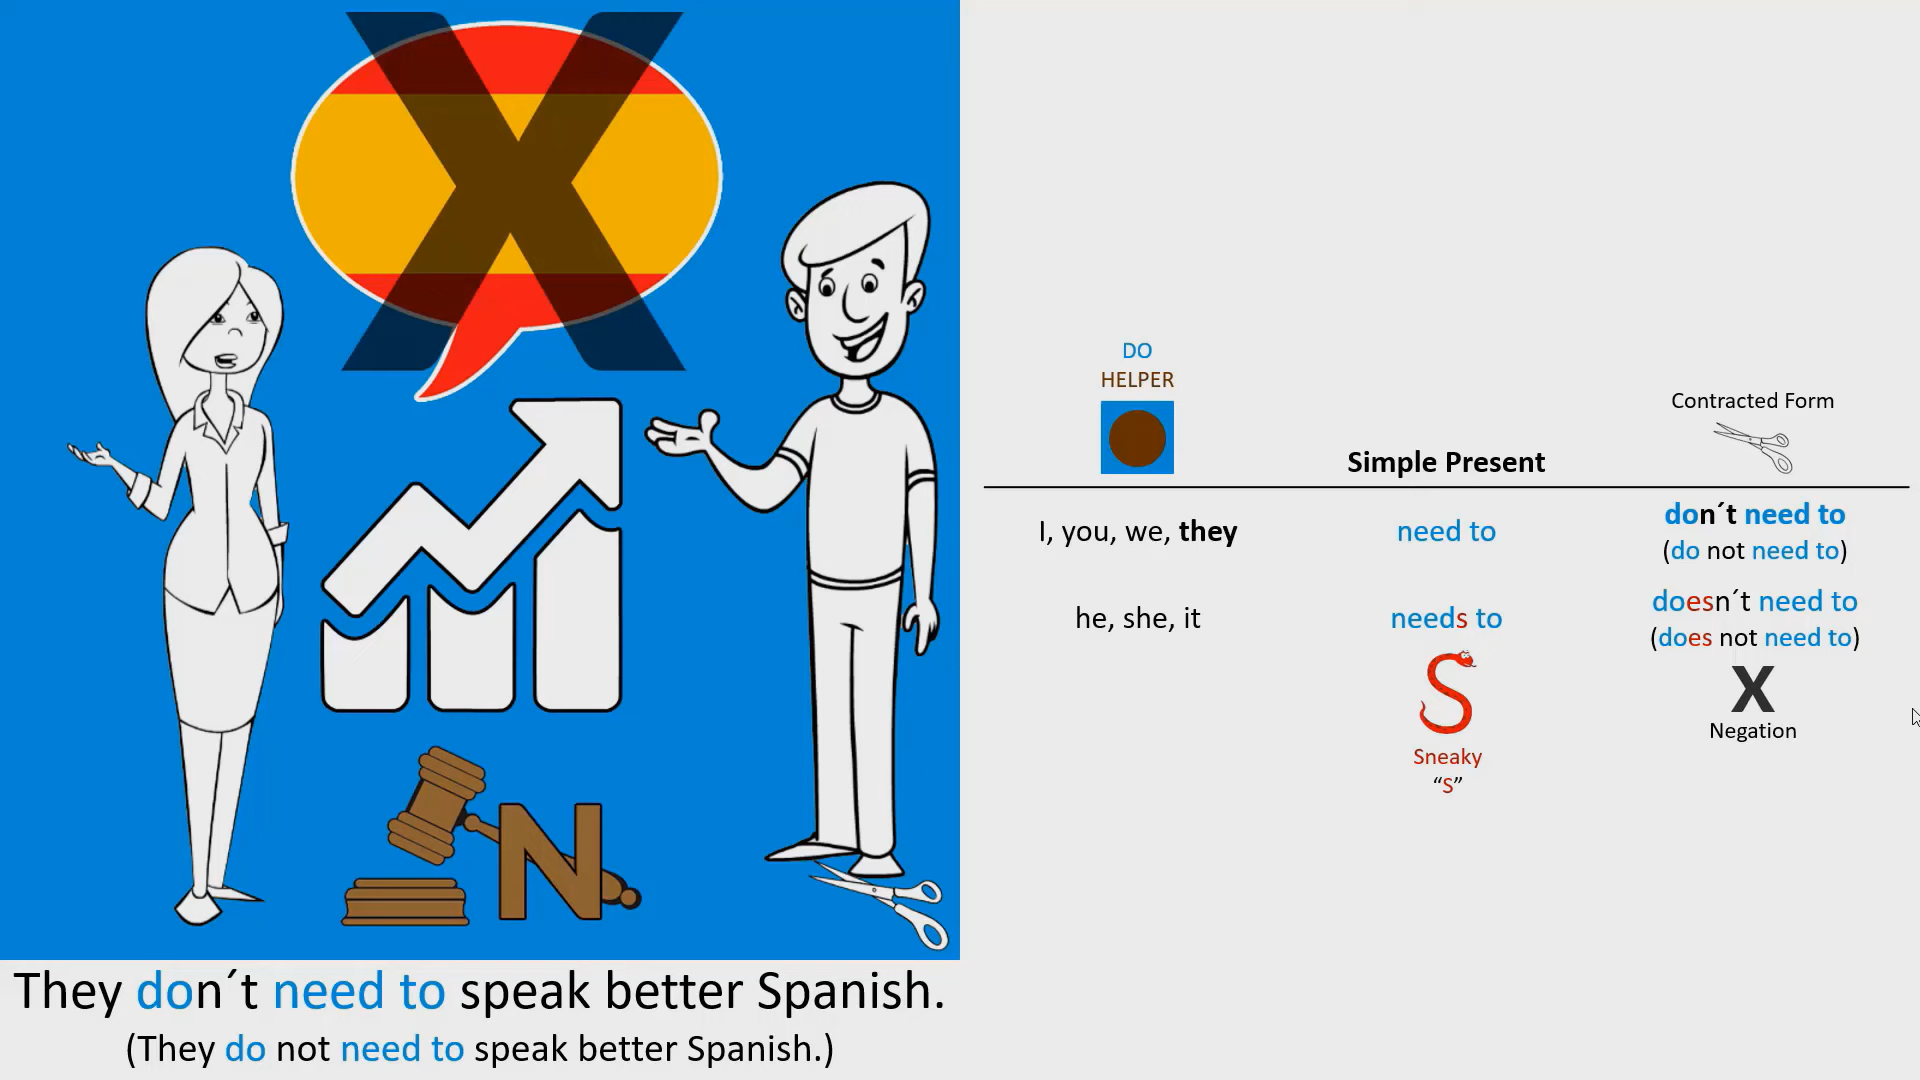 X
N
They don´t need to speak better Spanish.
(They do not need to speak better Spanish.)
DO
HELPER
Simple Present
Contracted Form
I, you, we, they
need to
don´t need to
(do not need to)
he, she, it
needs to
doesn´t need to
(does not need to)
S
Sneaky
“S”
X
Negation